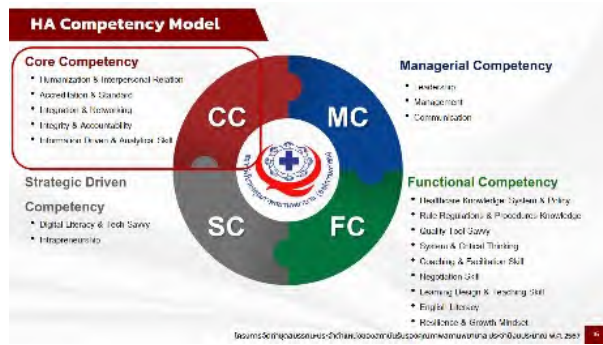 HA Competency Model
Core Competency
• Humanization & Interpersonal Relation
• Accreditation & Standard
• Integration & Networking
• Integrity & Accountability
• Information Driven & Analytical Skill
CC
MC
Managerial Competency
• Leadership
• Management
• Communication
Strategic Driven
Competency
• Digital Literacy & Tech Savvy
• Intrapreneurship
SC
FC
Functional Competency
• Healthcare Knowledge: System & Policy
• Rule Regulations & Procedures Knowledge
• Quality Tool Savvy
• System & Critical Thinking
• Coaching & Facilitation Skill
• Negotiation Skill
• Learning Design & Teaching Skill
• English Literacy
• Resilience & Growth Mindset